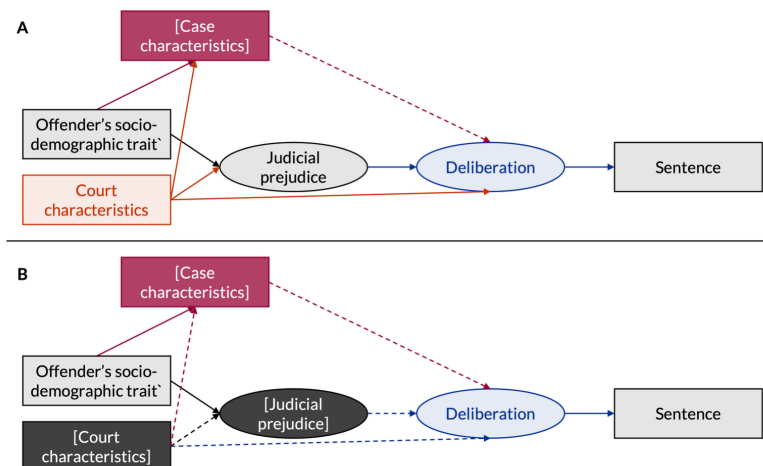 A
[Case
characteristics]
Offender's socio-
demographic trait`
Judicial
prejudice
Deliberation
Sentence
Court
characteristics
B
[Case
characteristics]
Offender's socio-
demographic trait`
[Judicial
prejudice]
Deliberation
Sentence
[Court
characteristics]